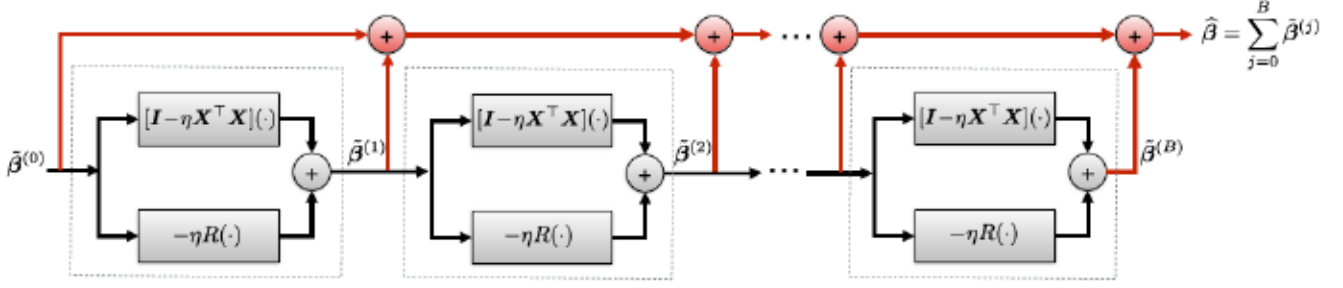 + + ... + + β̂ = ∑_{j=0}^{B} β̃^{(j)}
[I−ηX^⊤X](·) [I−ηX^⊤X](·) [I−ηX^⊤X](·)
β̃^{(0)} + β̃^{(1)} + β̃^{(2)} ... + β̃^{(B)}
−ηR(·) −ηR(·) −ηR(·)